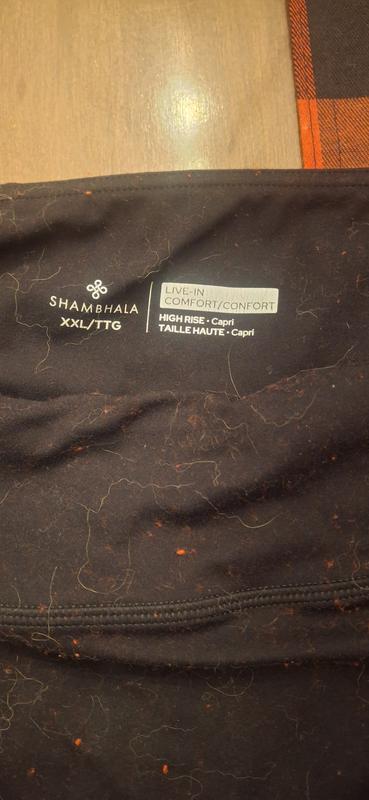 SHAMBHALA
XXL/TTG
LIVE-IN
COMFORT/CONFORT
HIGH RISE • Capri
TAILLE HAUTE • Capri